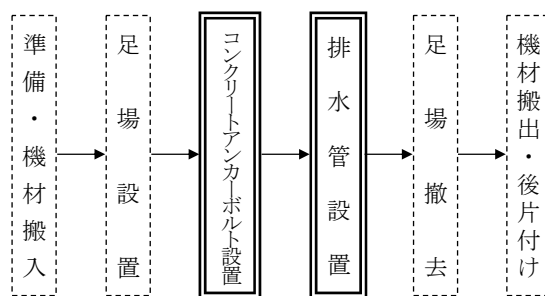 準備・機材搬入
足場設置
コンクリートアンカーボルト設置
排水管設置
足場撤去
機材搬出・後片付け